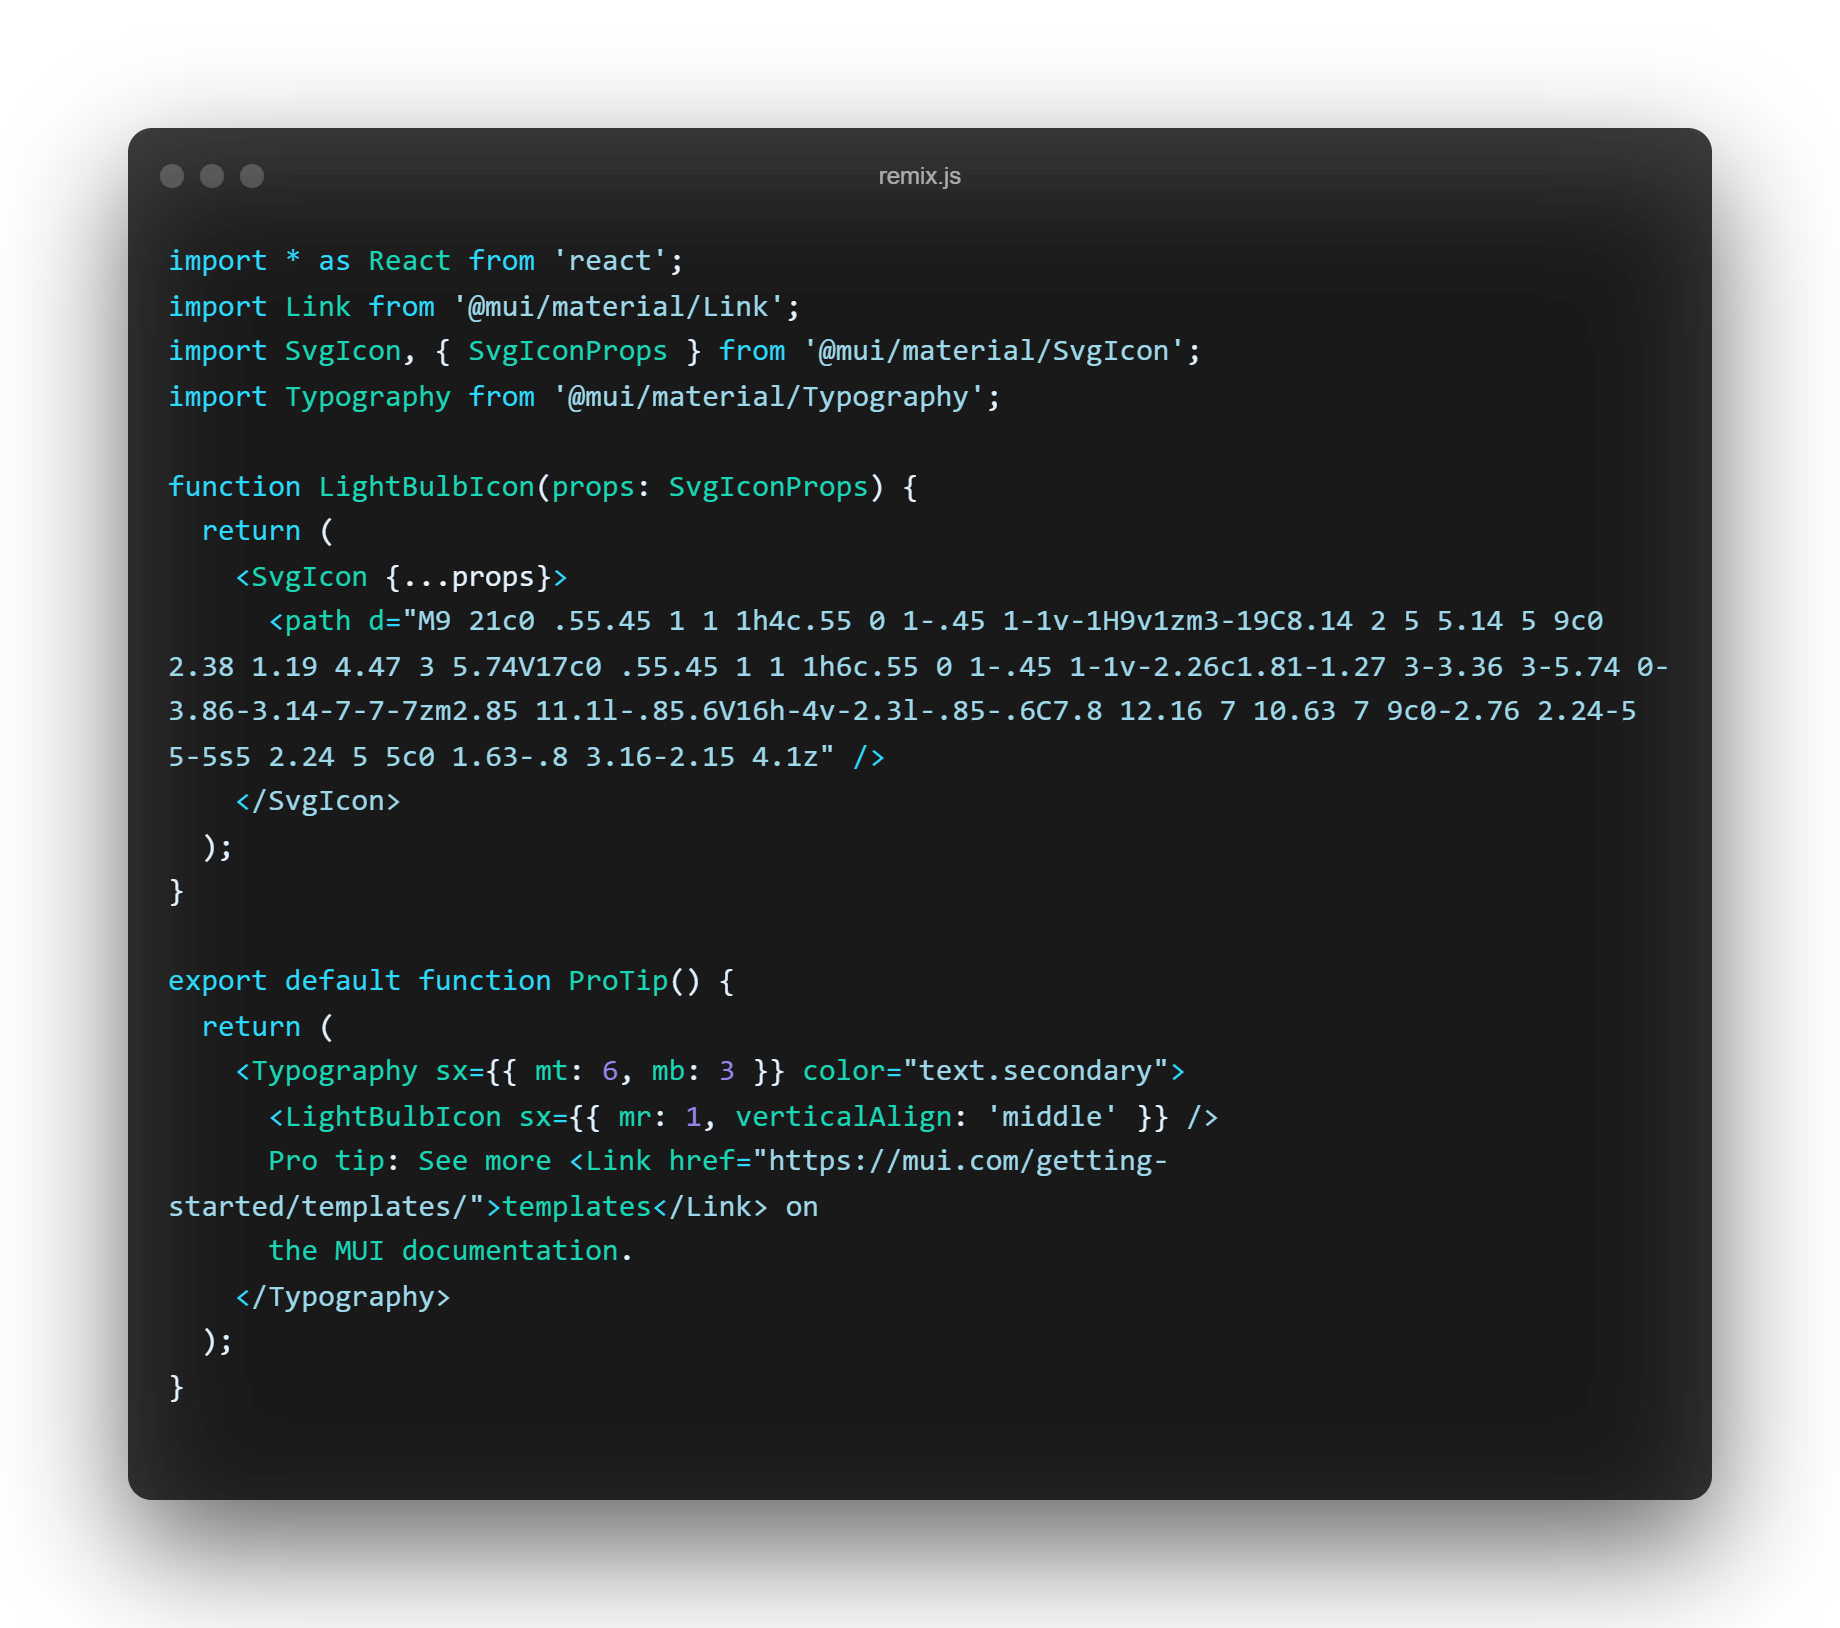 remix.js
import * as React from 'react';
import Link from '@mui/material/Link';
import SvgIcon, { SvgIconProps } from '@mui/material/SvgIcon';
import Typography from '@mui/material/Typography';

function LightBulbIcon(props: SvgIconProps) {
  return (
    <SvgIcon {...props}>
      <path d="M9 21c0 .55.45 1 1 1h4c.55 0 1-.45 1-1v-1H9v1zm3-19C8.14 2 5 5.14 5 9c0
2.38 1.19 4.47 3 5.74V17c0 .55.45 1 1 1h6c.55 0 1-.45 1-1v-2.26c1.81-1.27 3-3.36 3-5.74 0-
3.86-3.14-7-7-7zm2.85 11.1l-.85.6V16h-4v-2.3l-.85-.6C7.8 12.16 7 10.63 7 9c0-2.76 2.24-5
5-5s5 2.24 5 5c0 1.63-.8 3.16-2.15 4.1z" />
    </SvgIcon>
  );
}

export default function ProTip() {
  return (
    <Typography sx={{ mt: 6, mb: 3 }} color="text.secondary">
      <LightBulbIcon sx={{ mr: 1, verticalAlign: 'middle' }} />
      Pro tip: See more <Link href="https://mui.com/getting-
started/templates/">templates</Link> on
      the MUI documentation.
    </Typography>
  );
}